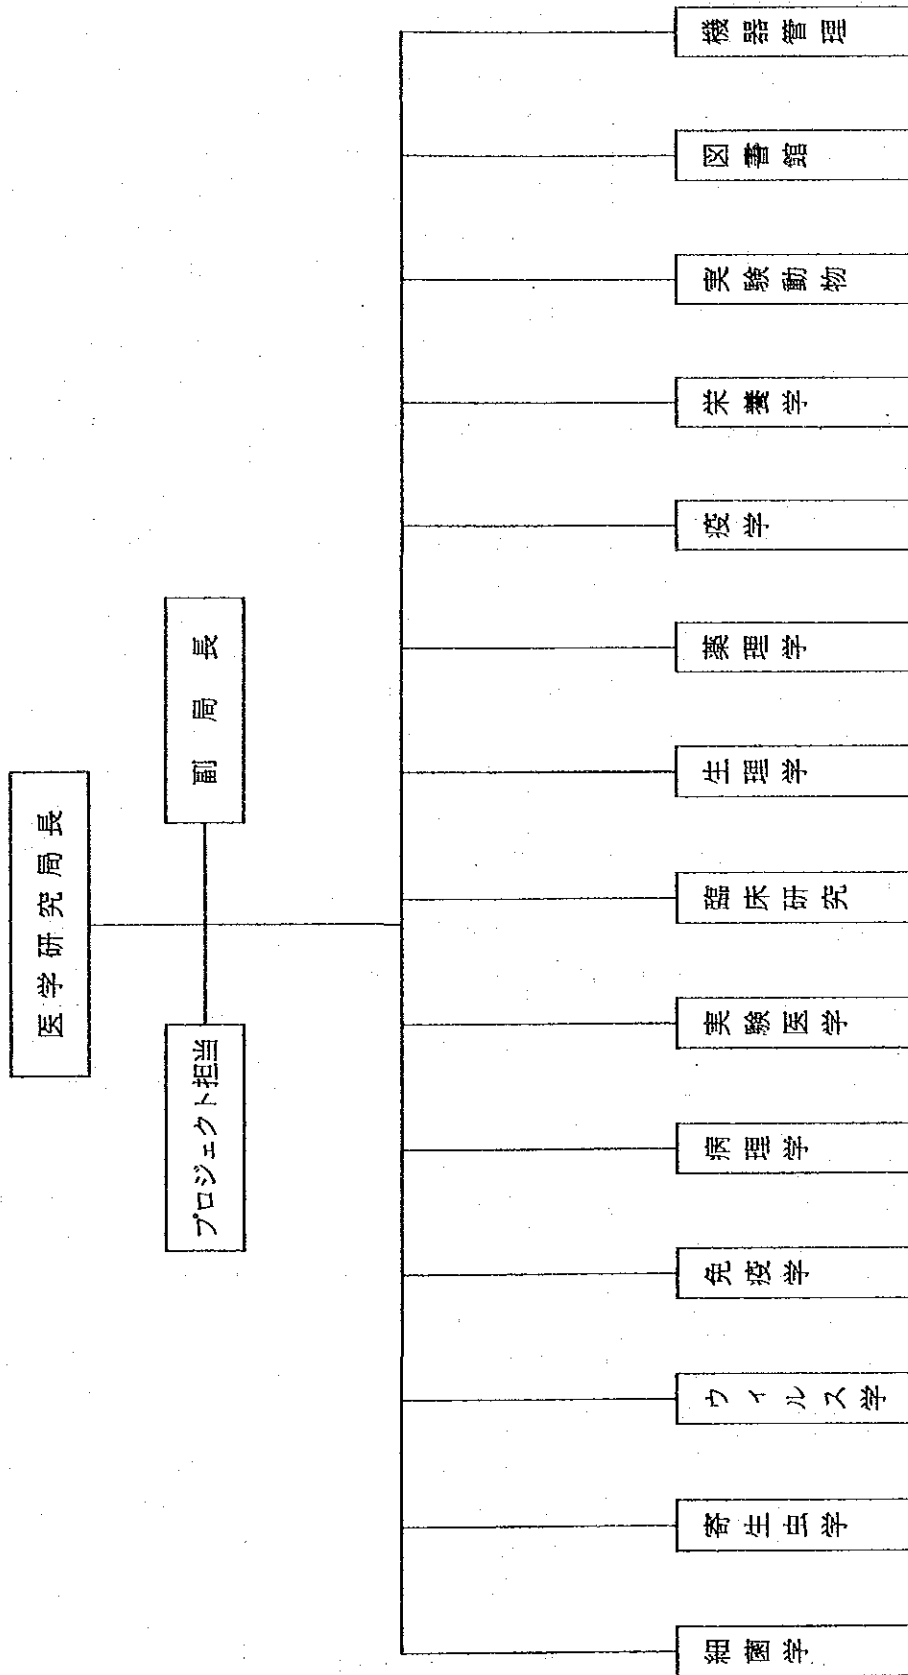 医学研究局長
プロジェクト担当
副局長
細菌学
寄生虫学
ウイルス学
免疫学
病理学
実験医学
臨床研究
生理学
薬理学
疫学
栄養学
実験動物
図書館
機器管理